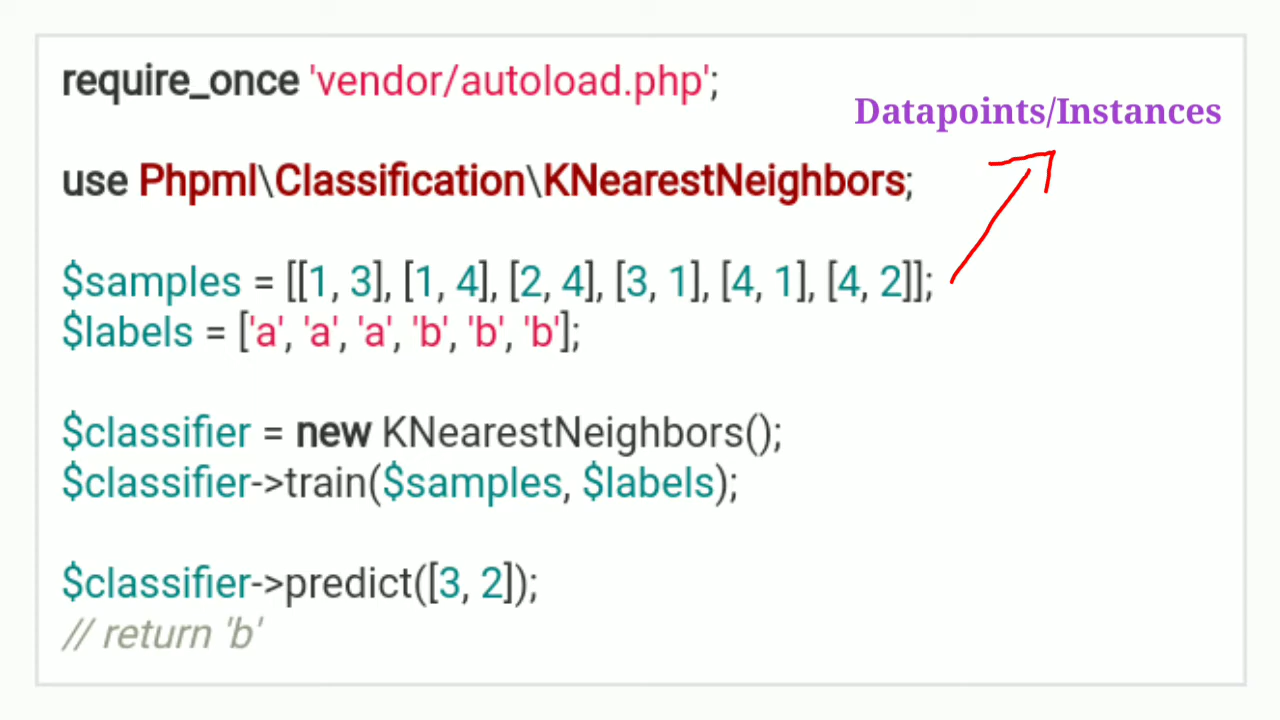 require_once 'vendor/autoload.php';
Datapoints/Instances
use Phpml\Classification\KNearestNeighbors;
$samples = [[1, 3], [1, 4], [2, 4], [3, 1], [4, 1], [4, 2]];
$labels = ['a', 'a', 'a', 'b', 'b', 'b'];
$classifier = new KNearestNeighbors();
$classifier->train($samples, $labels);
$classifier->predict([3, 2]);
// return 'b'